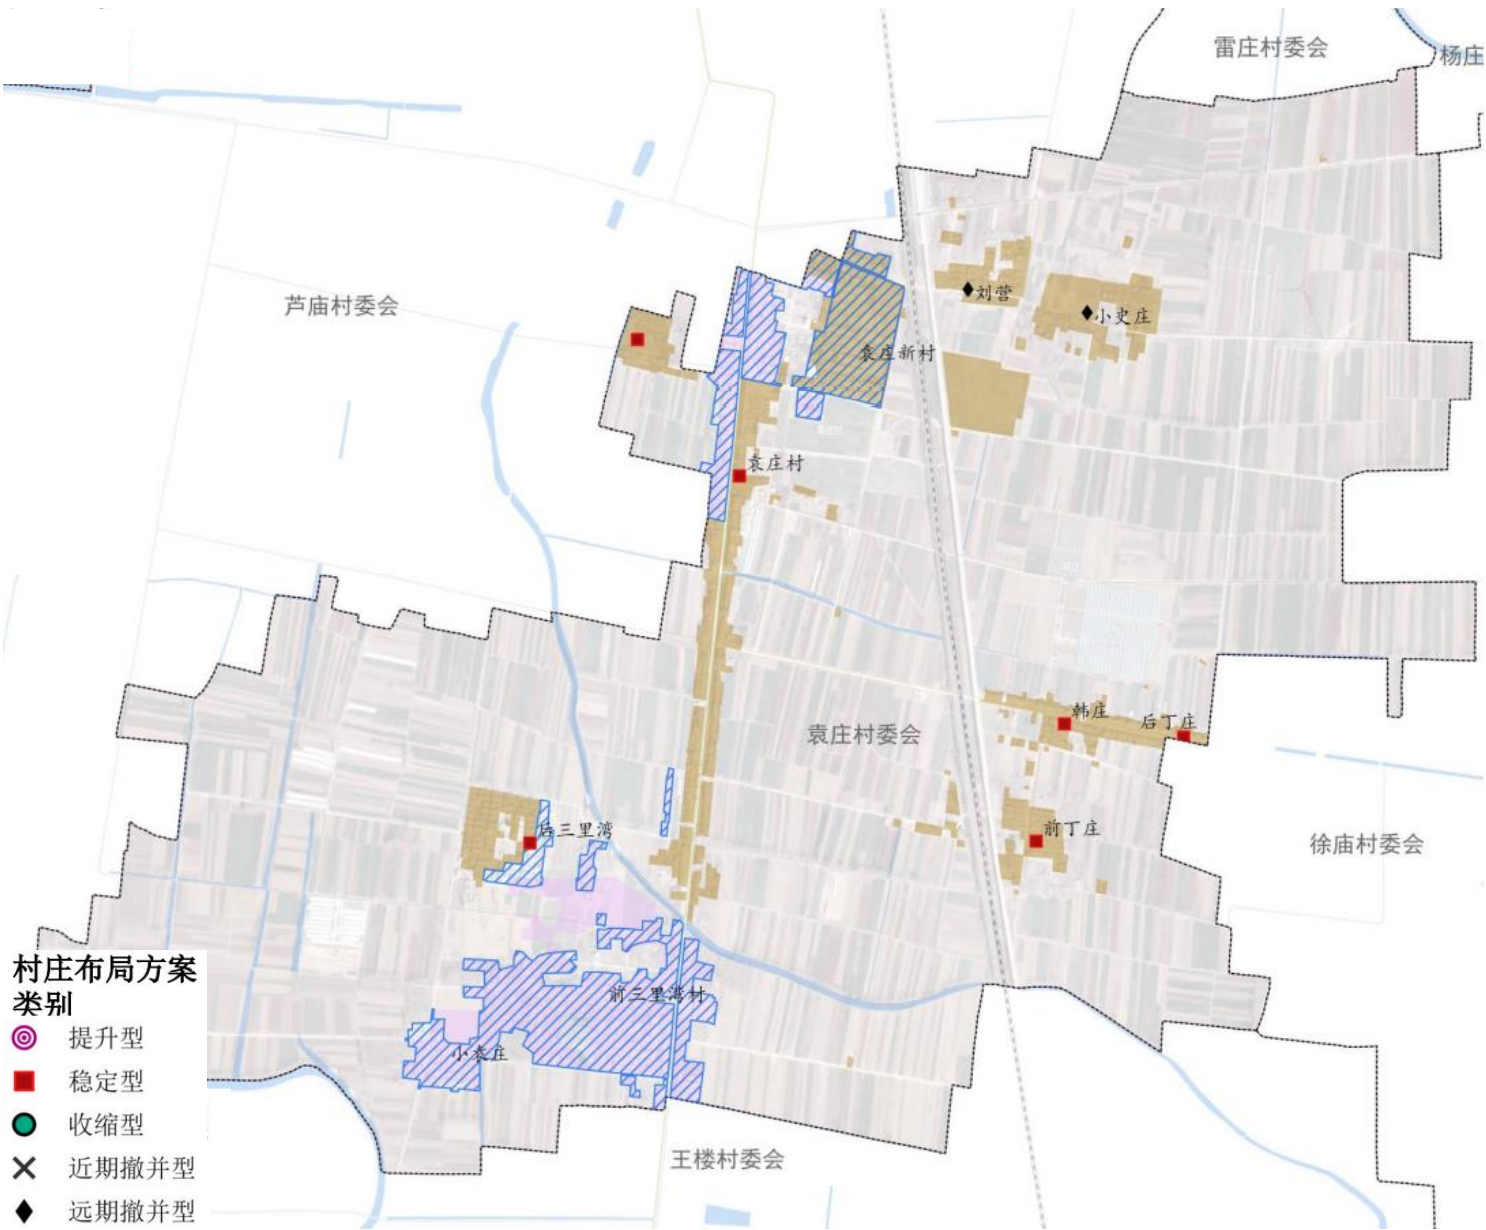 雷庄村委会
杨庄
芦庙村委会
刘营
小吏庄
袁庄新村
袁庄村
韩庄
后丁庄
袁庄村委会
后三里湾
前丁庄
徐庙村委会
前三里湾村
小袁庄
王楼村委会
村庄布局方案
类别
提升型
稳定型
收缩型
近期撤并型
远期撤并型